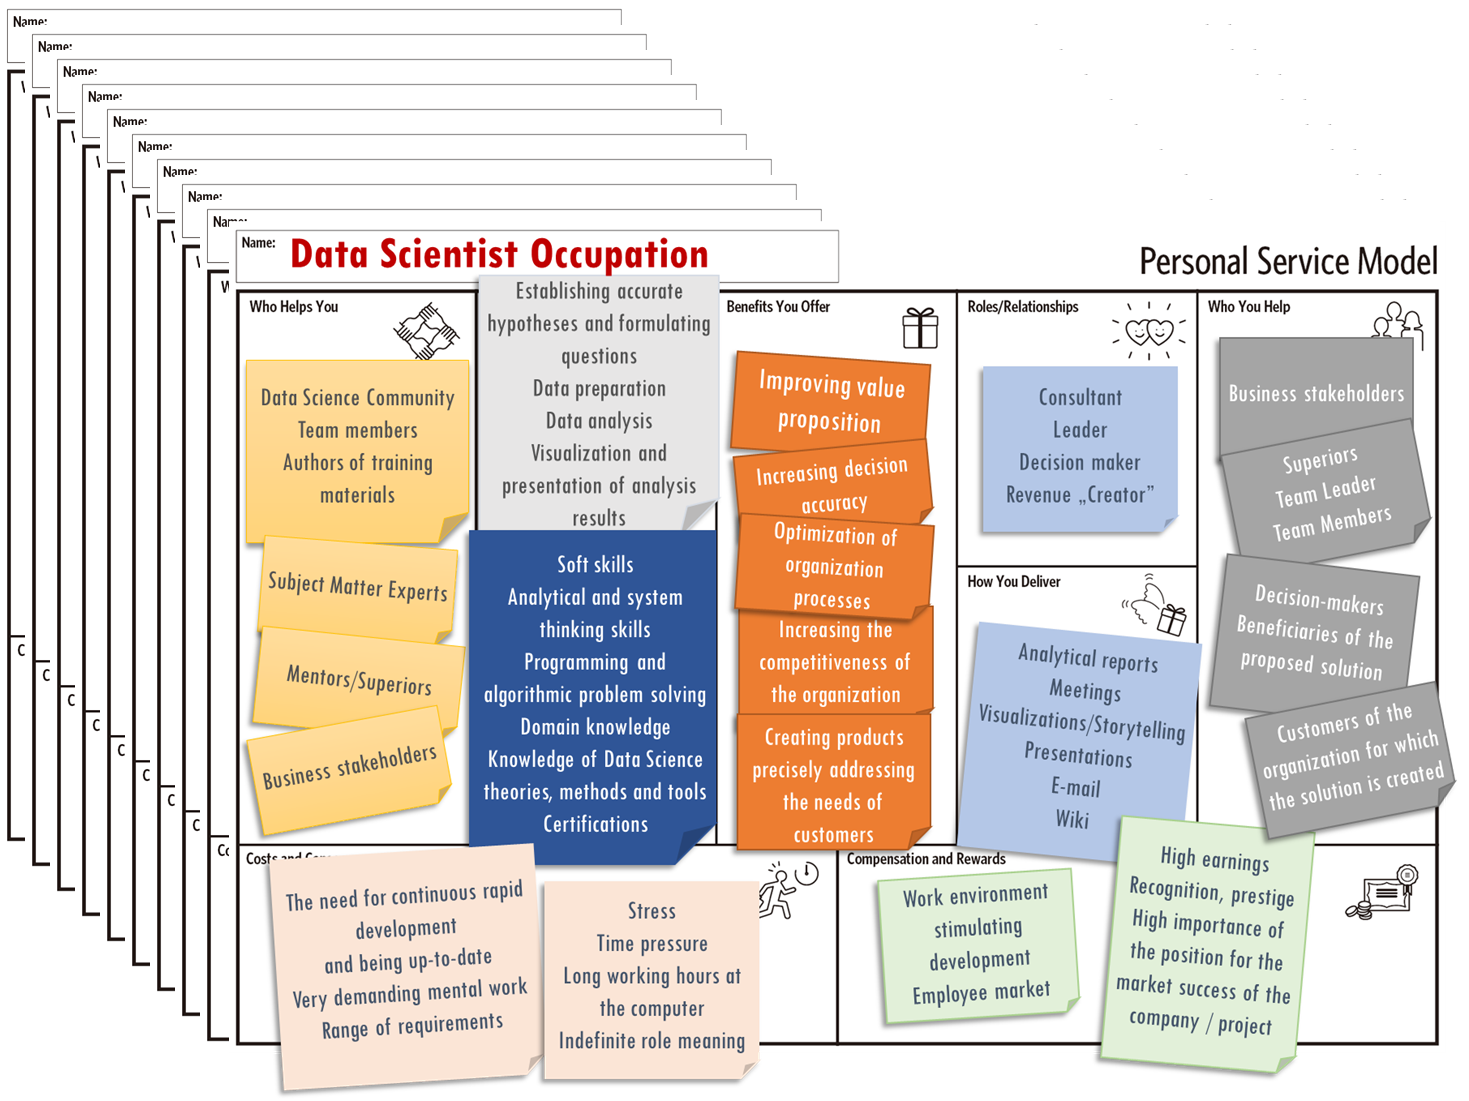 Name:
Name:
Name:
Name:
Name:
Name:
Name:
Name:
Name:
Name:
Data Scientist Occupation
Personal Service Model
Who Helps You
Data Science Community
Team members
Authors of training
materials
Subject Matter Experts
Mentors/Superiors
Business stakeholders
Establishing accurate
hypotheses and formulating
questions
Data preparation
Data analysis
Visualization and
presentation of analysis
results
Soft skills
Analytical and system
thinking skills
Programming and
algorithmic problem solving
Domain knowledge
Knowledge of Data Science
theories, methods and tools
Certifications
Benefits You Offer
Improving value
proposition
Increasing decision
accuracy
Optimization of
organization
processes
Increasing the
competitiveness of
the organization
Creating products
precisely addressing
the needs of
customers
Roles/Relationships
Consultant
Leader
Decision maker
Revenue „Creator”
How You Deliver
Analytical reports
Meetings
Visualizations/Storytelling
Presentations
E-mail
Wiki
Who You Help
Business stakeholders
Superiors
Team Leader
Team Members
Decision-makers
Beneficiaries of the
proposed solution
Customers of the
organization for which
the solution is created
Costs and
The need for continuous rapid
development
and being up-to-date
Very demanding mental work
Range of requirements
Stress
Time pressure
Long working hours at
the computer
Indefinite role meaning
Compensation and Rewards
Work environment
stimulating
development
Employee market
High earnings
Recognition, prestige
High importance of
the position for the
market success of the
company / project